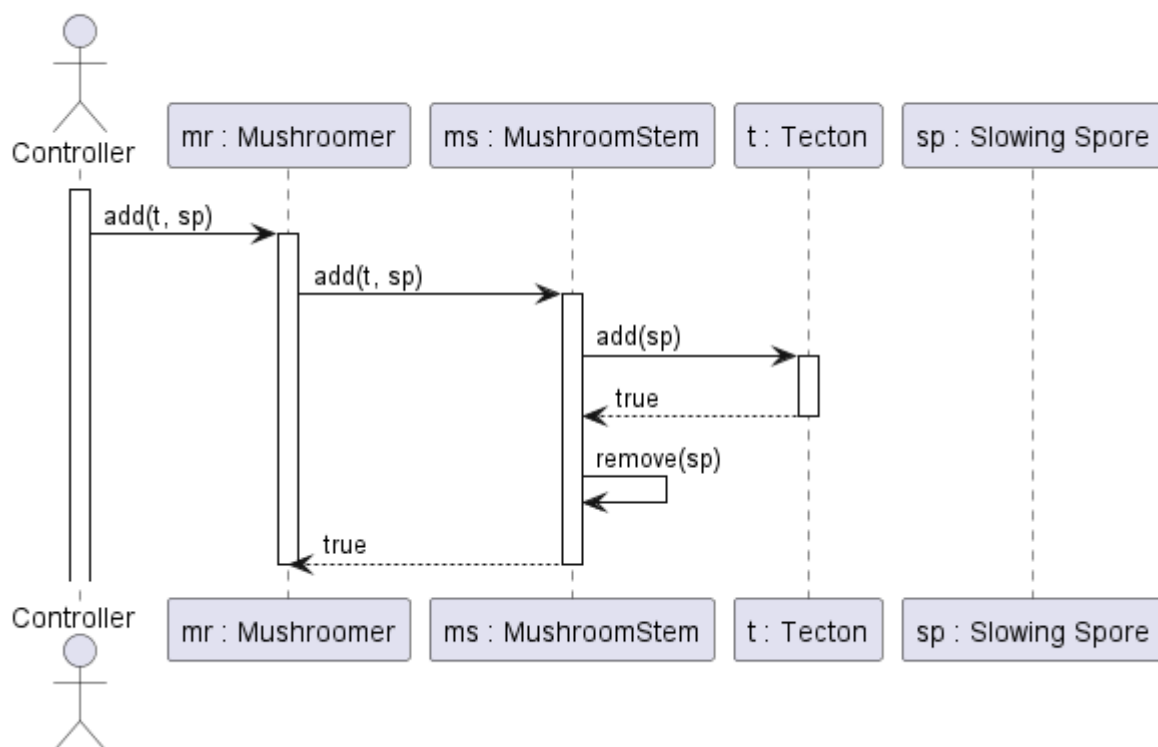 Controller
mr : Mushroomer
ms : MushroomStem
t : Tecton
sp : Slowing Spore
add(t, sp)
add(t, sp)
add(sp)
true
remove(sp)
true
Controller
mr : Mushroomer
ms : MushroomStem
t : Tecton
sp : Slowing Spore